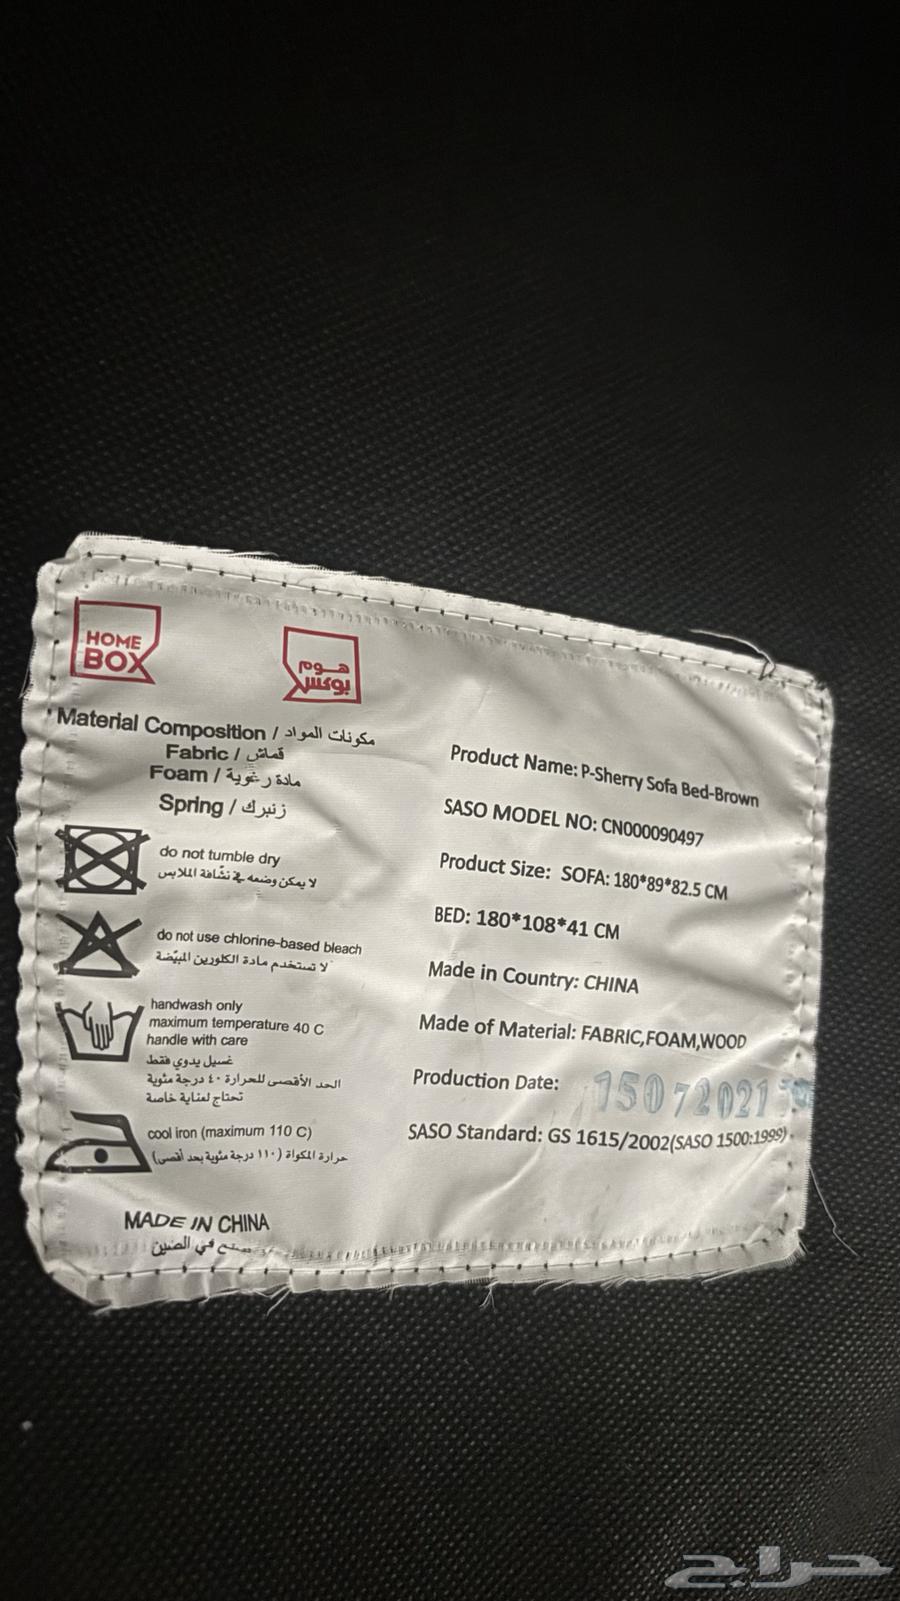 HOME
BOX
هوم
بوكس
Material Composition / مكونات المواد
Fabric / قماش
Foam / مادة رغوية
Spring / زنبرك
do not tumble dry
لا يمكن وضعه في نشّافة الملابس
do not use chlorine-based bleach
لا تستخدم مادة الكلورين المبيّضة
handwash only
maximum temperature 40 C
handle with care
غسيل يدوي فقط
الحد الأقصى للحرارة ٤٠ درجة مئوية
تحتاج لعناية خاصة
cool iron (maximum 110 C)
حرارة المكواة (١١٠ درجة مئوية بحد أقصى)
MADE IN CHINA
صنع في الصين
Product Name: P-Sherry Sofa Bed-Brown
SASO MODEL NO: CN000090497
Product Size: SOFA: 180*89*82.5 CM
BED: 180*108*41 CM
Made in Country: CHINA
Made of Material: FABRIC,FOAM,WOOD
Production Date: 15072021
SASO Standard: GS 1615/2002(SASO 1500:1999)
حراج